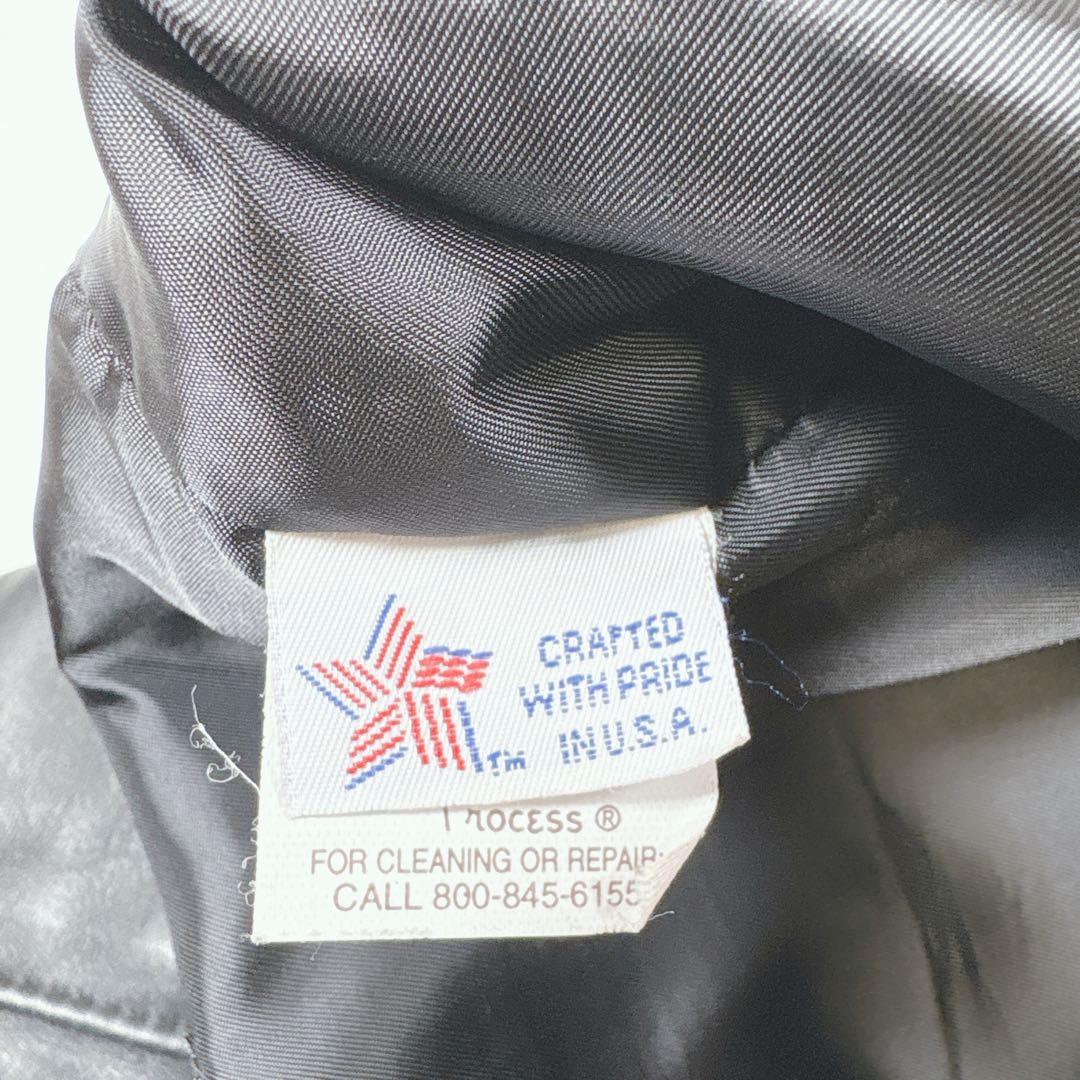 CRAFTED
WITH PRIDE
IN U.S.A.
TM
Process ®
FOR CLEANING OR REPAIR:
CALL 800-845-6155